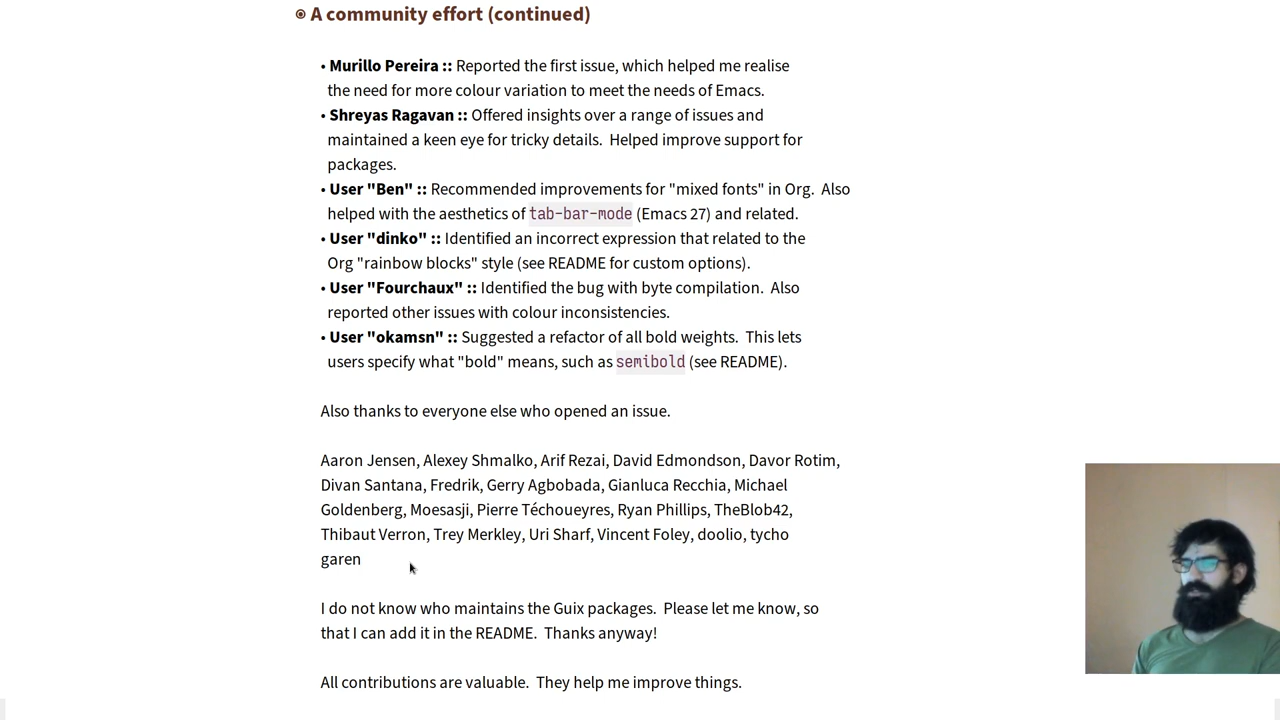 ◉ A community effort (continued)
• Murillo Pereira :: Reported the first issue, which helped me realise
the need for more colour variation to meet the needs of Emacs.
• Shreyas Ragavan :: Offered insights over a range of issues and
maintained a keen eye for tricky details.  Helped improve support for
packages.
• User "Ben" :: Recommended improvements for "mixed fonts" in Org.  Also
helped with the aesthetics of tab-bar-mode (Emacs 27) and related.
• User "dinko" :: Identified an incorrect expression that related to the
Org "rainbow blocks" style (see README for custom options).
• User "Fourchaux" :: Identified the bug with byte compilation.  Also
reported other issues with colour inconsistencies.
• User "okamsn" :: Suggested a refactor of all bold weights.  This lets
users specify what "bold" means, such as semibold (see README).
Also thanks to everyone else who opened an issue.
Aaron Jensen, Alexey Shmalko, Arif Rezai, David Edmondson, Davor Rotim,
Divan Santana, Fredrik, Gerry Agbobada, Gianluca Recchia, Michael
Goldenberg, Moesasji, Pierre Téchoueyres, Ryan Phillips, TheBlob42,
Thibaut Verron, Trey Merkley, Uri Sharf, Vincent Foley, doolio, tycho
garen
I do not know who maintains the Guix packages.  Please let me know, so
that I can add it in the README.  Thanks anyway!
All contributions are valuable.  They help me improve things.